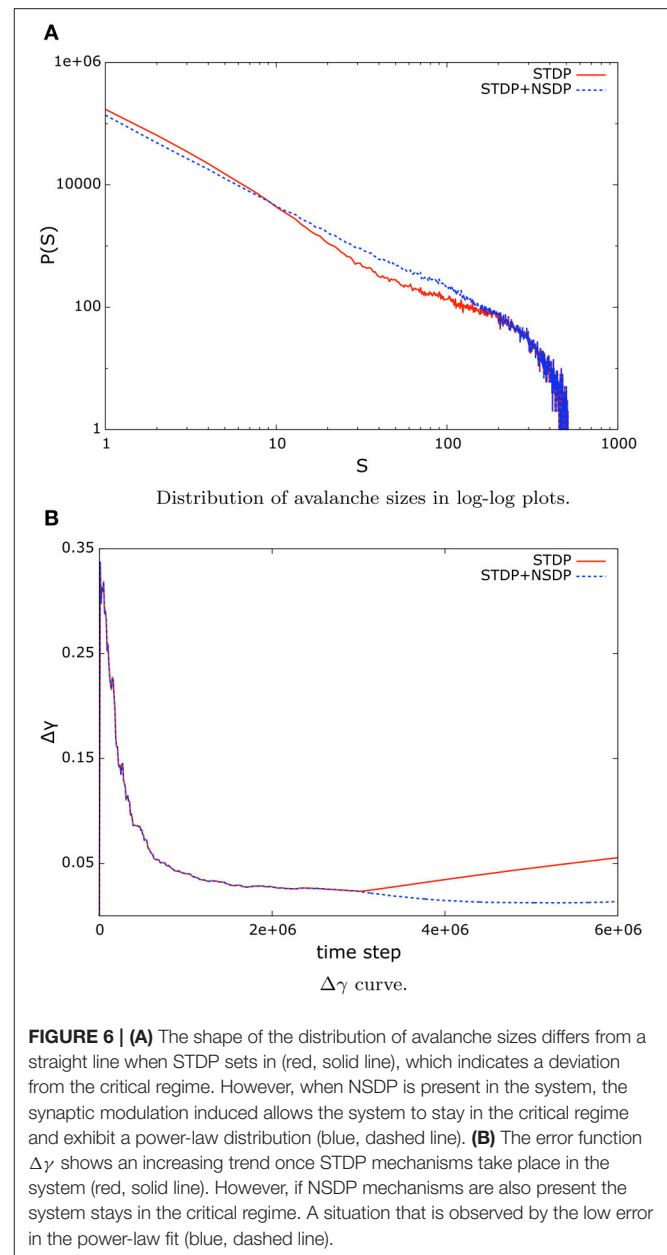 A
1e+06
10000
100
1
P(S)
STDP
STDP+NSDP
1
10
100
1000
S
Distribution of avalanche sizes in log-log plots.
B
0.35
0.25
0.15
0.05
Δγ
STDP
STDP+NSDP
0
2e+06
4e+06
6e+06
time step
Δγ curve.
FIGURE 6 | (A) The shape of the distribution of avalanche sizes differs from a
straight line when STDP sets in (red, solid line), which indicates a deviation
from the critical regime. However, when NSDP is present in the system, the
synaptic modulation induced allows the system to stay in the critical regime
and exhibit a power-law distribution (blue, dashed line). (B) The error function
Δγ shows an increasing trend once STDP mechanisms take place in the
system (red, solid line). However, if NSDP mechanisms are also present the
system stays in the critical regime. A situation that is observed by the low error
in the power-law fit (blue, dashed line).